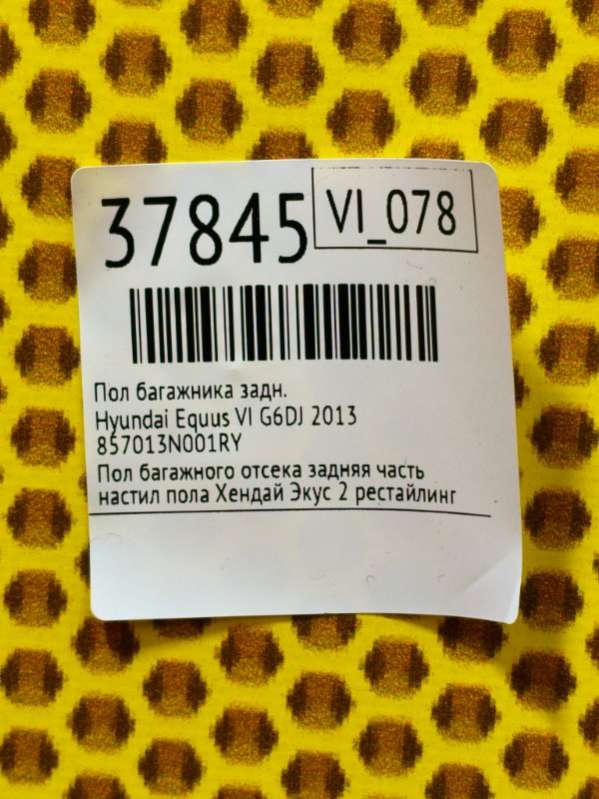 37845
VI_078
Пол багажника задн.
Hyundai Equus VI G6DJ 2013
857013N001RY
Пол багажного отсека задняя часть
настил пола Хендай Экус 2 рестайлинг